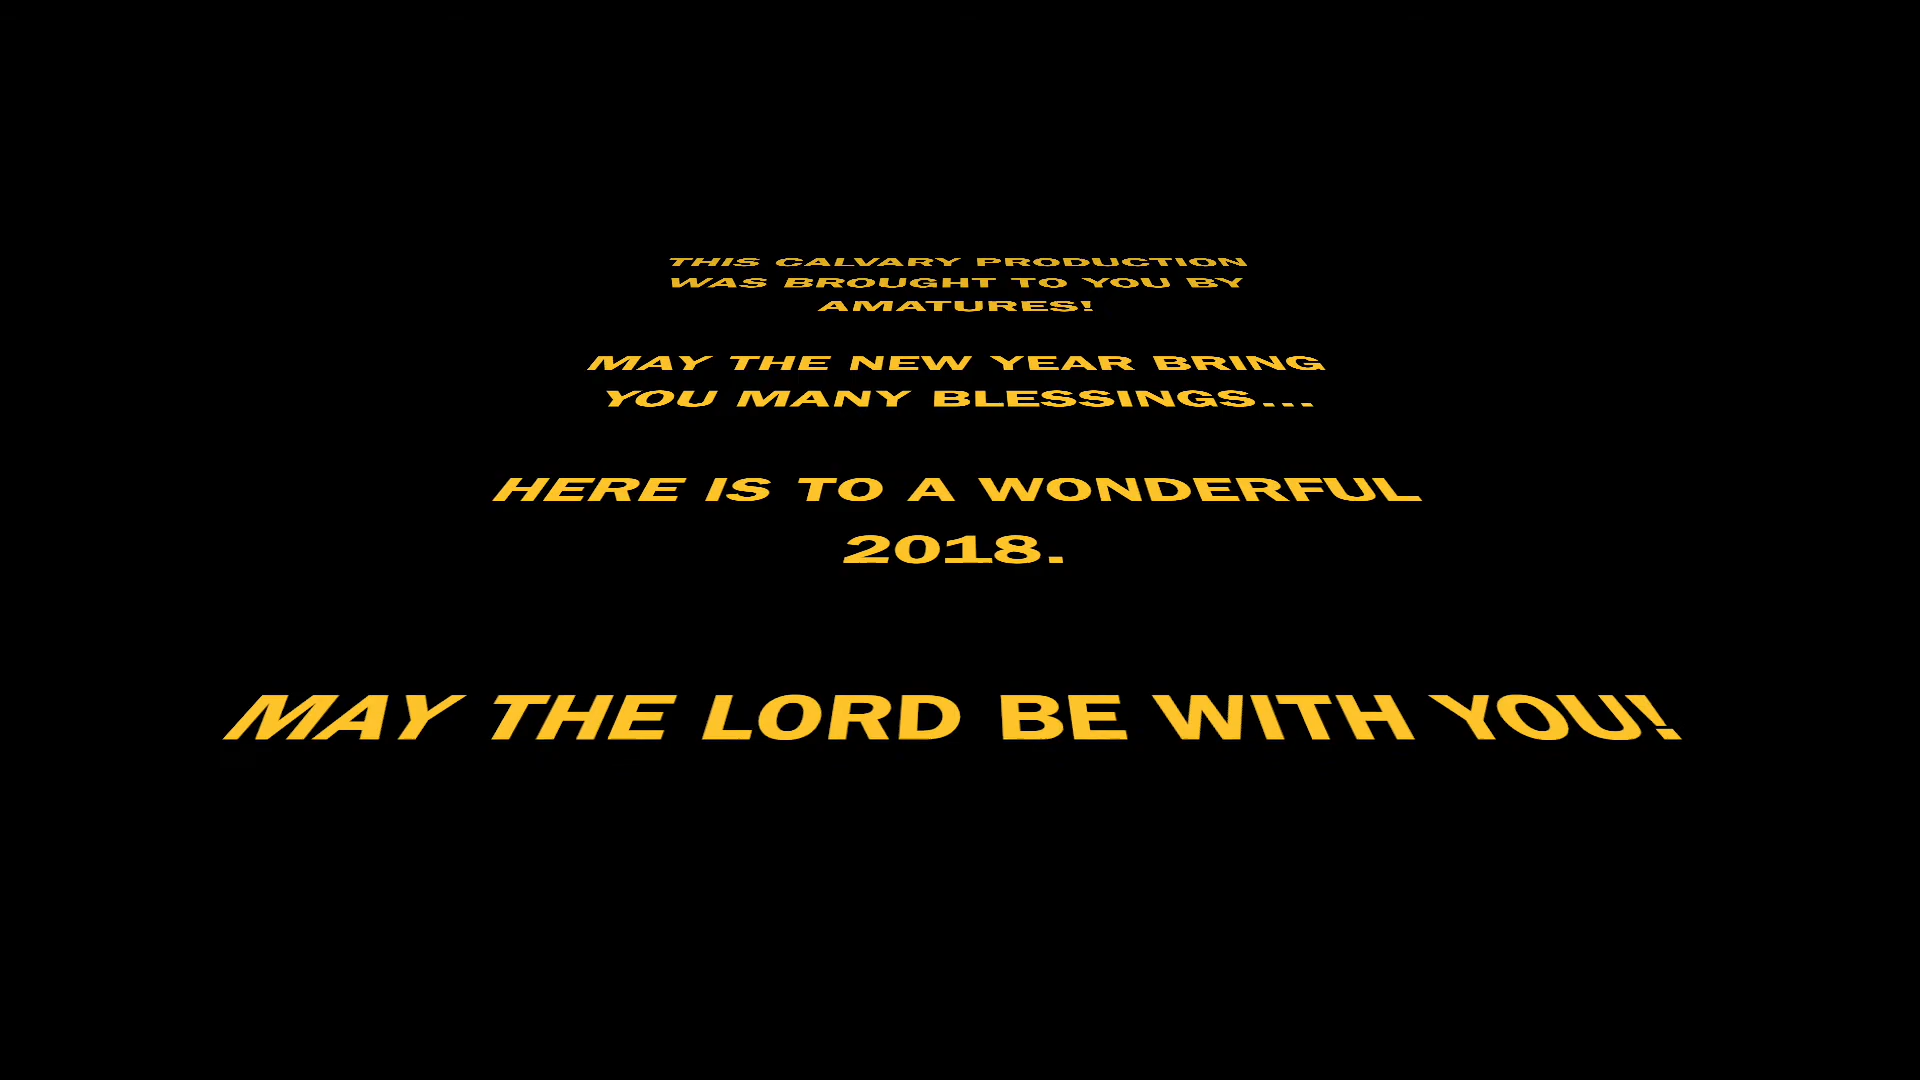 THIS CALVARY PRODUCTION
WAS BROUGHT TO YOU BY
AMATURES!
MAY THE NEW YEAR BRING
YOU MANY BLESSINGS...
HERE IS TO A WONDERFUL
2018.
MAY THE LORD BE WITH YOU!